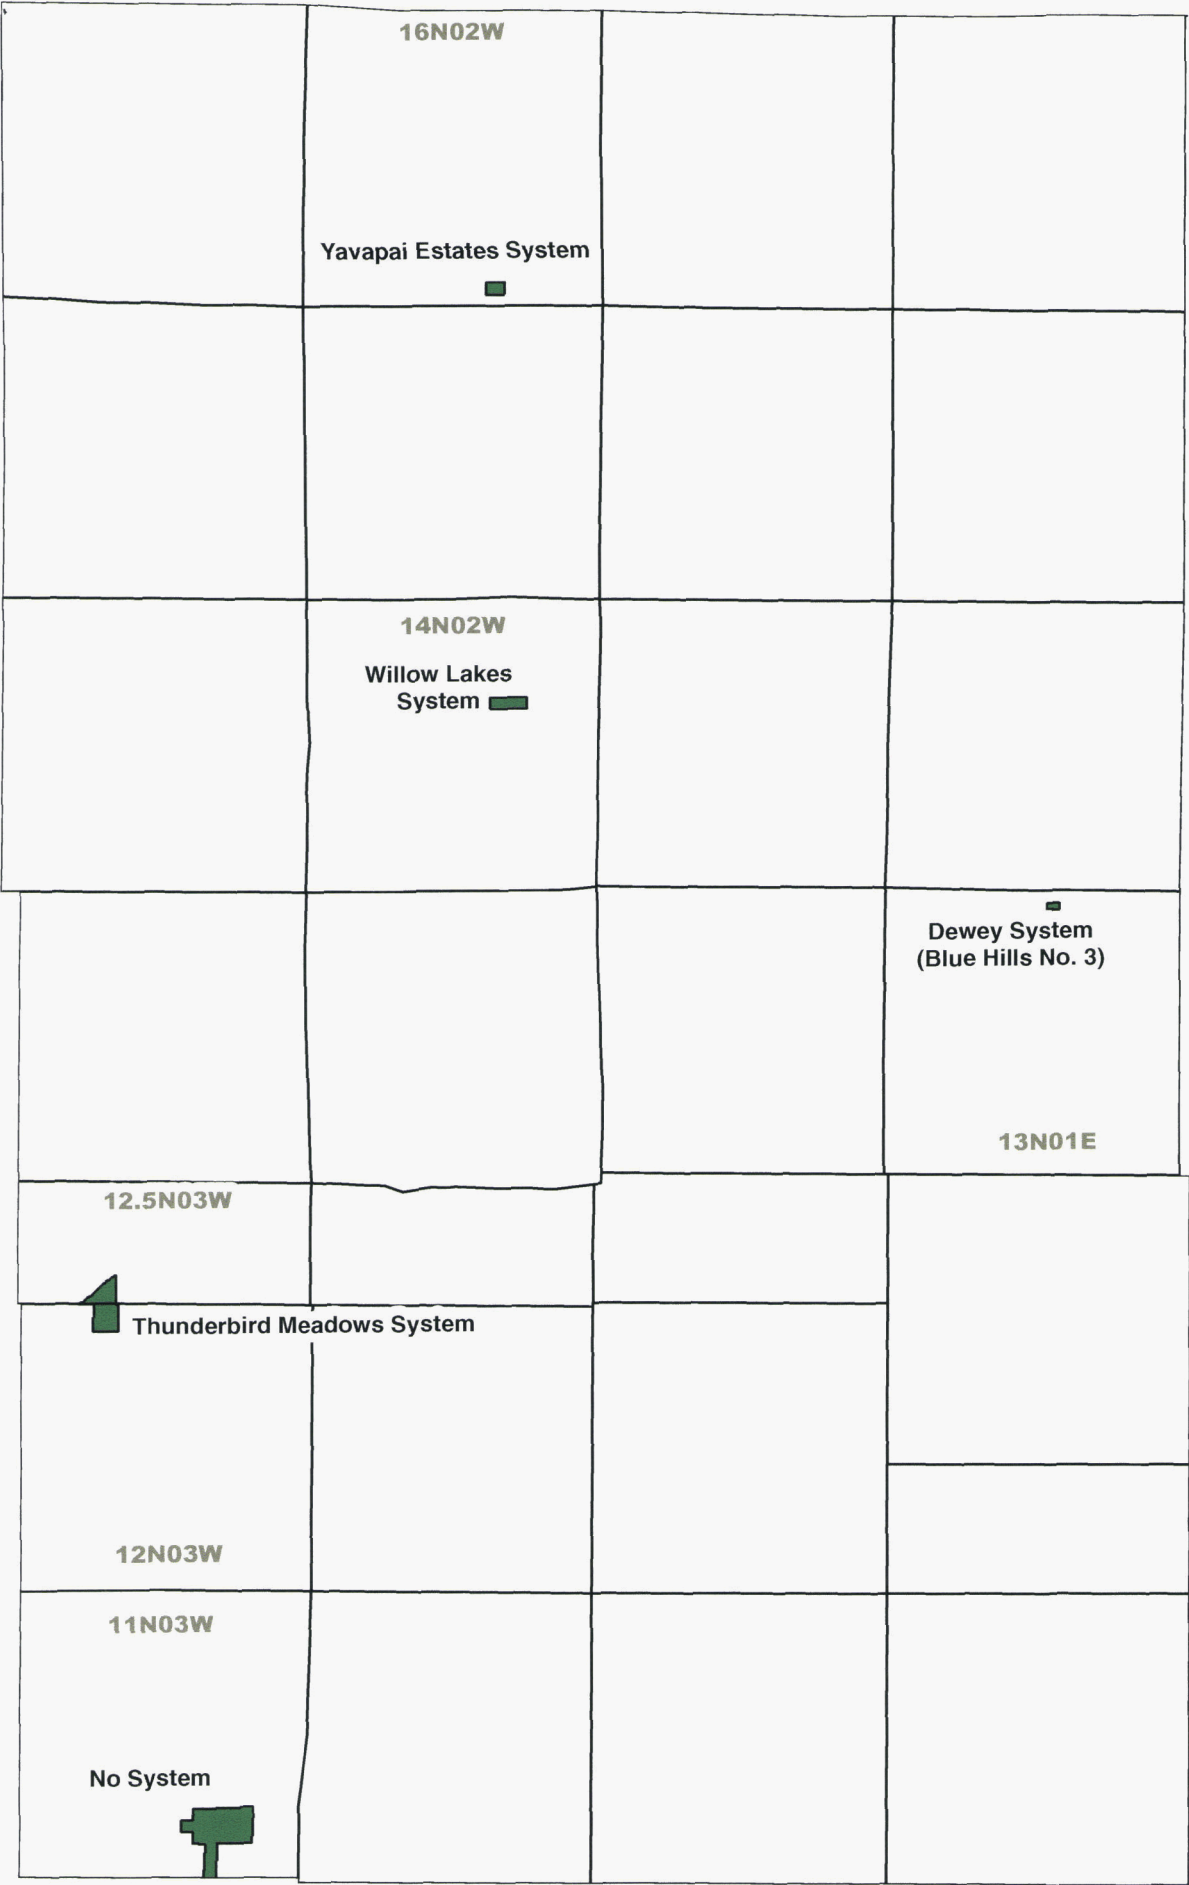 16N02W
Yavapai Estates System
14N02W
Willow Lakes
System
Dewey System
(Blue Hills No. 3)
13N01E
12.5N03W
Thunderbird Meadows System
12N03W
11N03W
No System